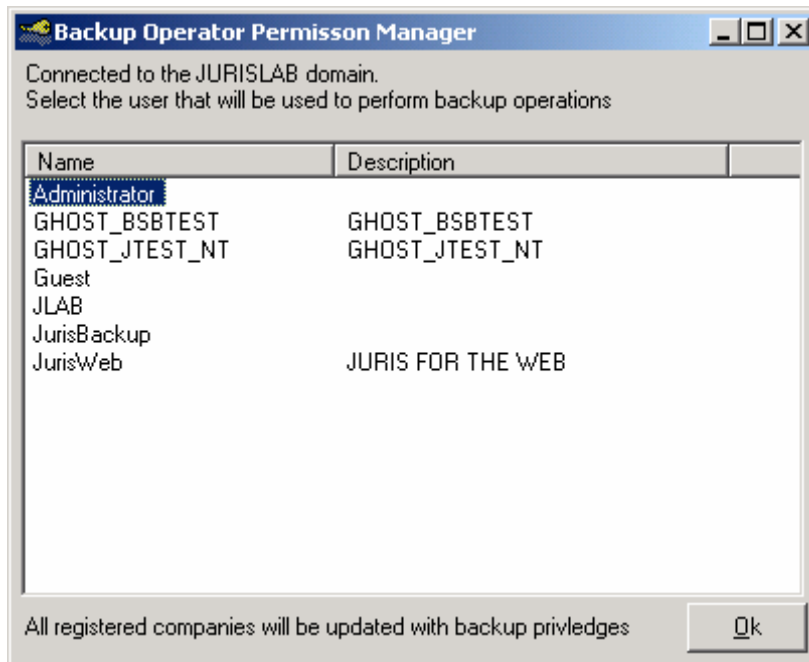 Backup Operator Permisson Manager
Connected to the JURISLAB domain.
Select the user that will be used to perform backup operations
Name Description
Administrator
GHOST_BSBTEST GHOST_BSBTEST
GHOST_JTEST_NT GHOST_JTEST_NT
Guest
JLAB
JurisBackup
JurisWeb JURIS FOR THE WEB
All registered companies will be updated with backup privledges Ok